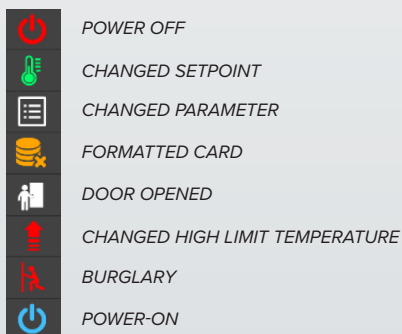 POWER OFF
CHANGED SETPOINT
CHANGED PARAMETER
FORMATTED CARD
DOOR OPENED
CHANGED HIGH LIMIT TEMPERATURE
BURGLARY
POWER-ON